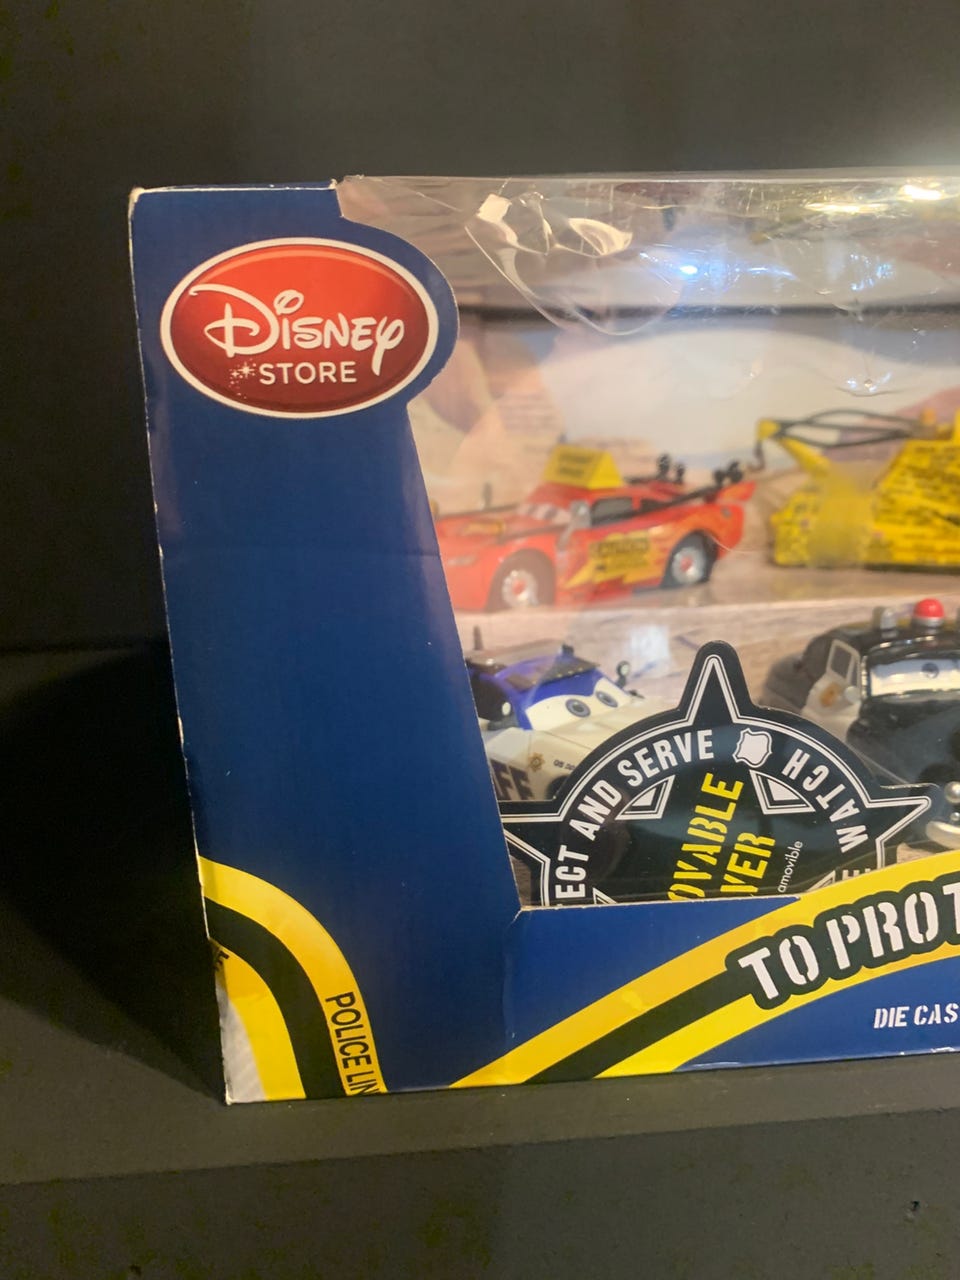 DISNEY
STORE
ECT AND SERVE
WATCH
OVABLE
VER
amovible
TO PROT
DIE CAS
POLICE LIN